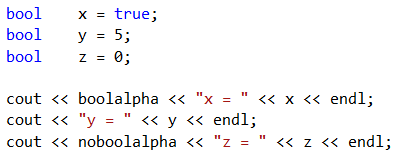 bool    x = true;
bool    y = 5;
bool    z = 0;

cout << boolalpha << "x = " << x << endl;
cout << "y = " << y << endl;
cout << noboolalpha << "z = " << z << endl;